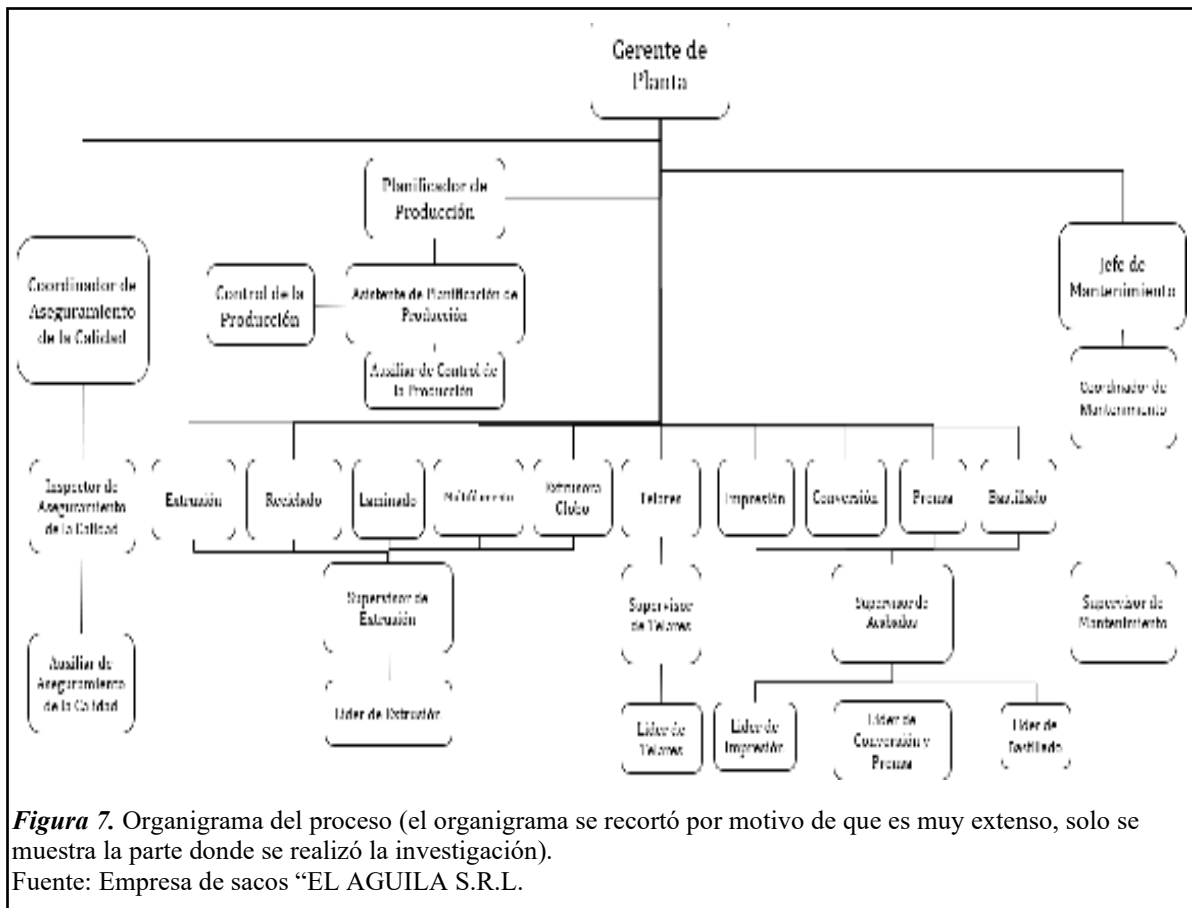 Gerente de
Planta
Planificador de
Producción
Coordinador de
Aseguramiento
de la Calidad
Control de la
Producción
Asistente de Planificación de
Producción
Jefe de
Mantenimiento
Auxiliar de Control de
la Producción
Coordinador de
Mantenimiento
Inspector de
Aseguramiento
de la Calidad
Extrusión
Reciclado
Laminado
Multifilamento
Extrusora
Globo
Telares
Impresión
Conversión
Prensa
Bastillado
Supervisor de
Extrusión
Supervisor
de Telares
Supervisor de
Acabados
Supervisor de
Mantenimiento
Auxiliar de
Aseguramiento
de la Calidad
Líder de Extrusión
Líder de
Telares
Líder de
Impresión
Líder de
Conversión y
Prensa
Líder de
Bastillado
Figura 7. Organigrama del proceso (el organigrama se recortó por motivo de que es muy extenso, solo se
muestra la parte donde se realizó la investigación).
Fuente: Empresa de sacos “EL AGUILA S.R.L.